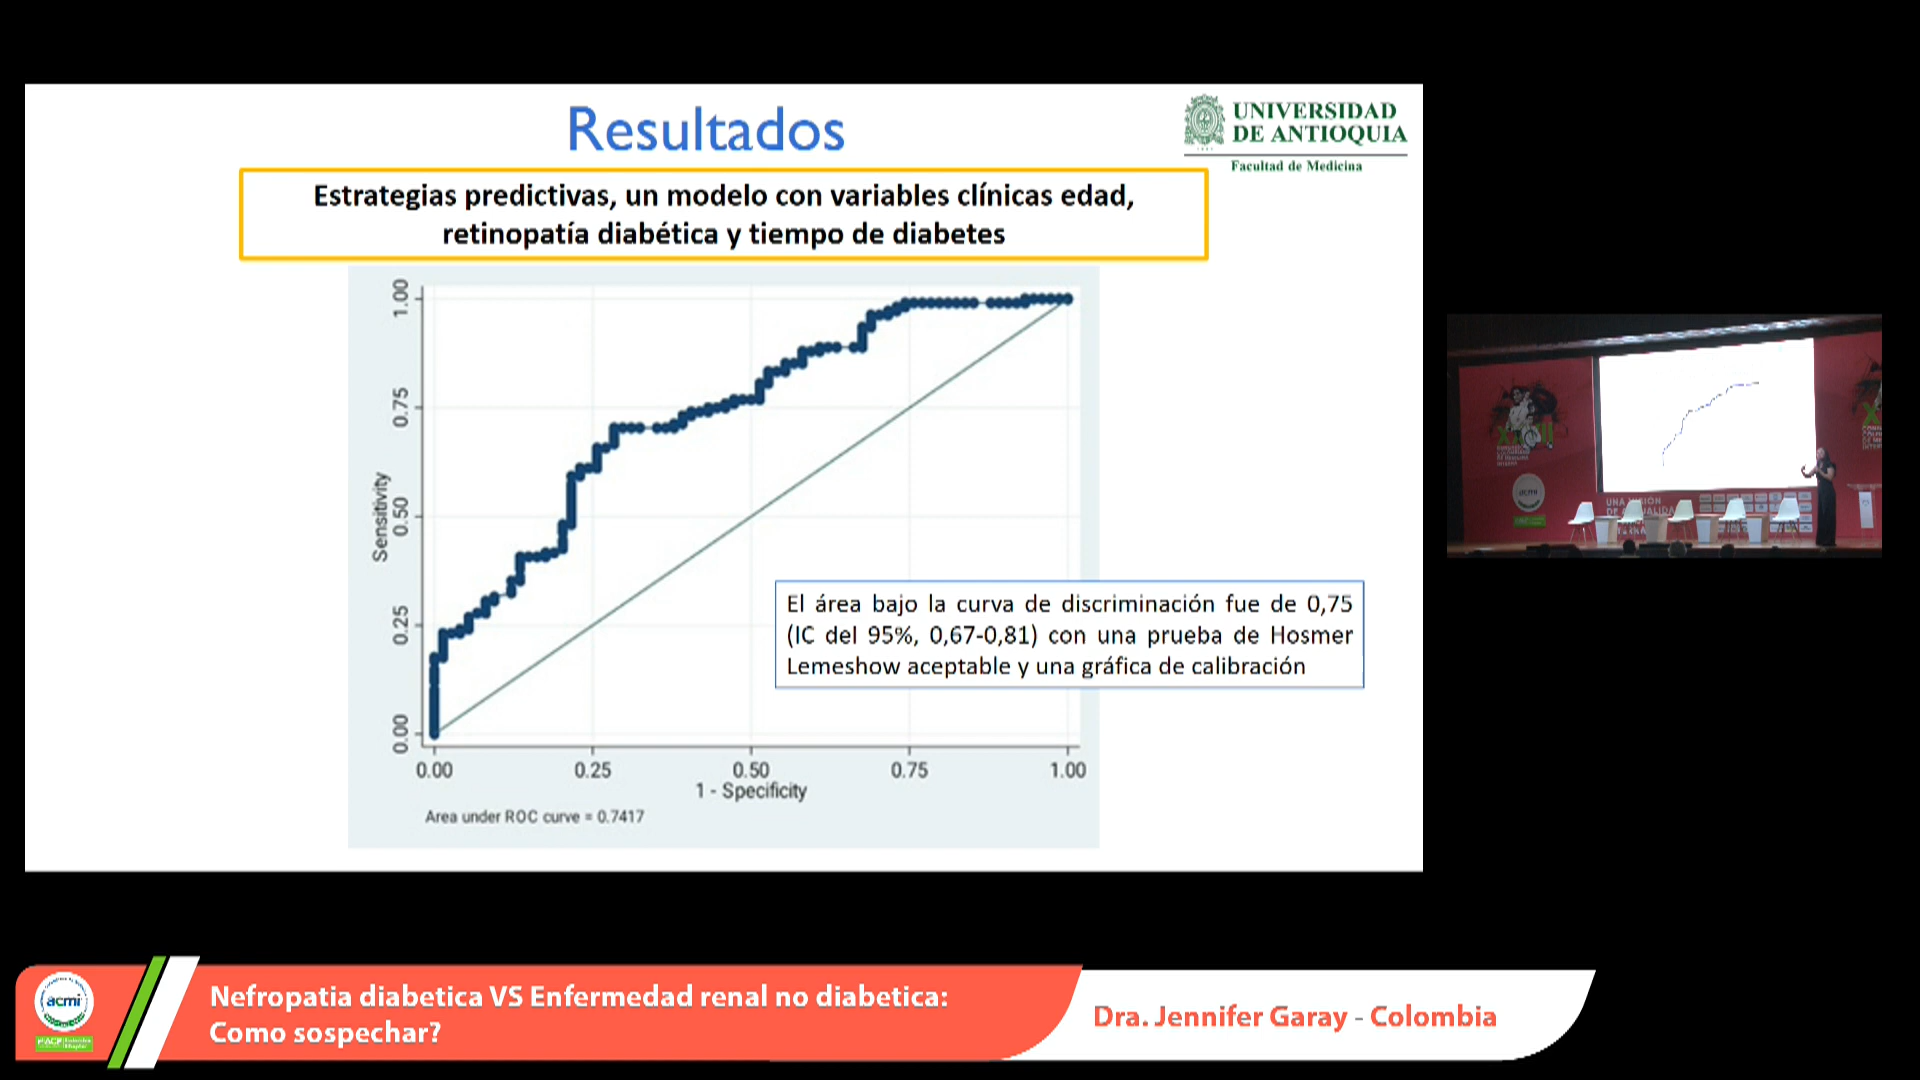 Resultados
UNIVERSIDAD
DE ANTIOQUIA
Facultad de Medicina
Estrategias predictivas, un modelo con variables clínicas edad,
retinopatía diabética y tiempo de diabetes
Sensitivity
1.00
0.75
0.50
0.25
0.00
0.00 0.25 0.50 0.75 1.00
1 - Specificity
Area under ROC curve = 0.7417
El área bajo la curva de discriminación fue de 0,75
(IC del 95%, 0,67-0,81) con una prueba de Hosmer
Lemeshow aceptable y una gráfica de calibración
acmi
UNA VISIÓN
acmi
ACP
Nefropatia diabetica VS Enfermedad renal no diabetica:
Como sospechar?
Dra. Jennifer Garay - Colombia